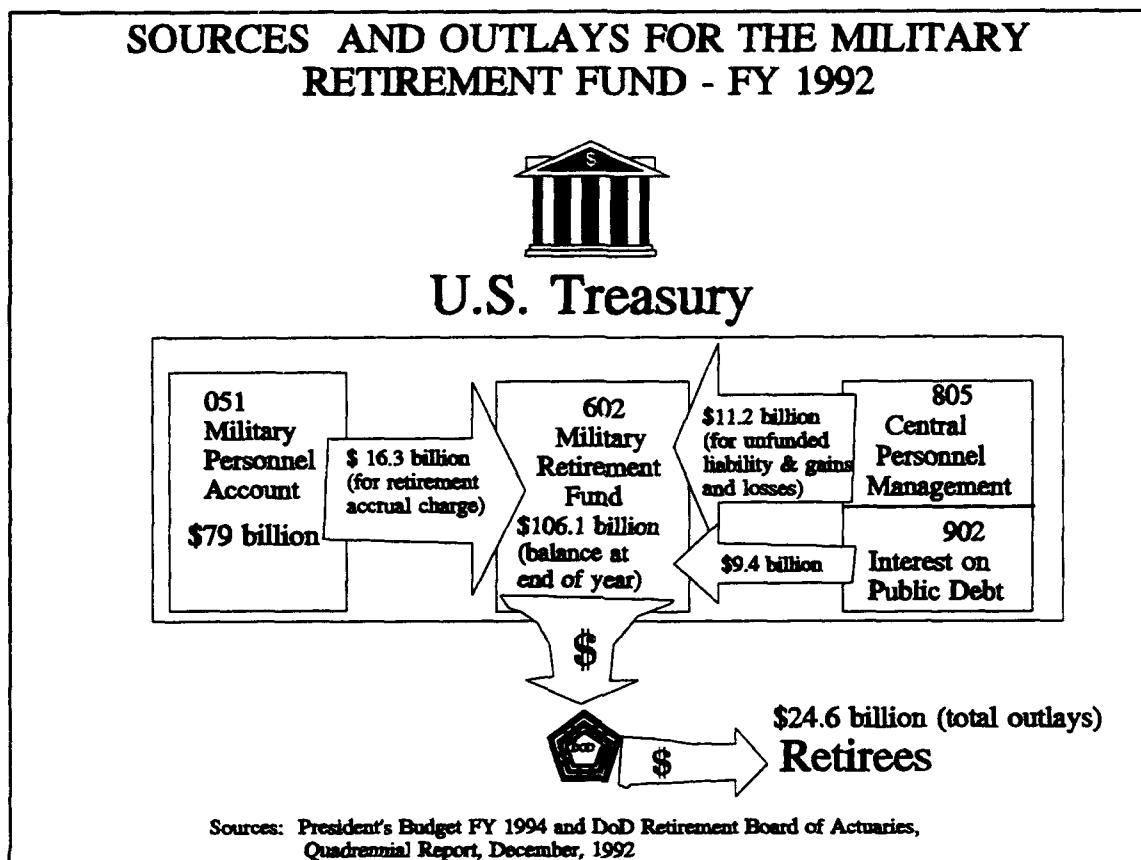 SOURCES AND OUTLAYS FOR THE MILITARY
RETIREMENT FUND - FY 1992
$
U.S. Treasury
051
Military
Personnel
Account
$79 billion
$ 16.3 billion
(for retirement
accrual charge)
602
Military
Retirement
Fund
$106.1 billion
(balance at
end of year)
$11.2 billion
(for unfunded
liability & gains
and losses)
805
Central
Personnel
Management
$9.4 billion
902
Interest on
Public Debt
$
DOD
$
$24.6 billion (total outlays)
Retirees
Sources: President's Budget FY 1994 and DoD Retirement Board of Actuaries,
Quadrennial Report, December, 1992